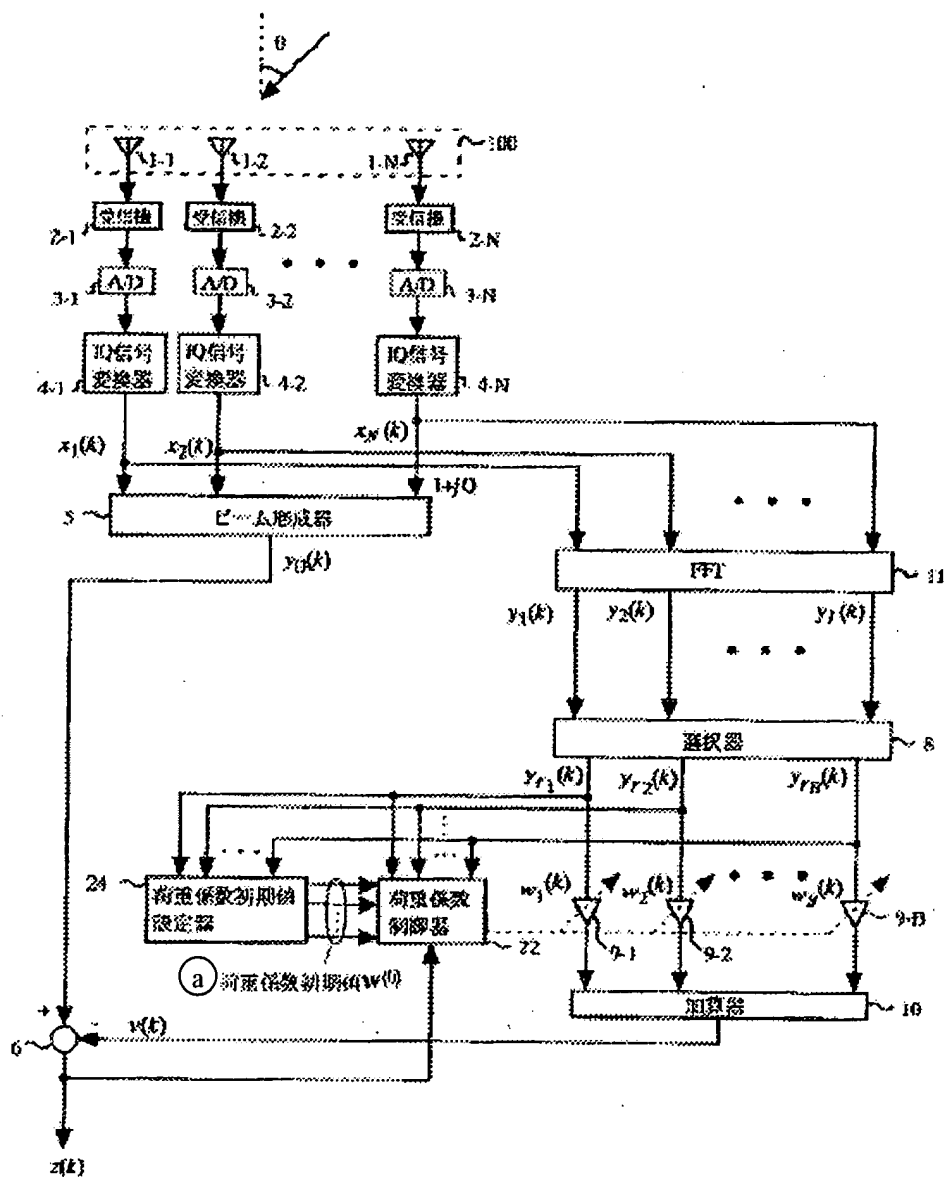 θ
100
1-1
1-2
1-N
受信機
受信機
受信機
2-1
2-2
2-N
A/D
A/D
A/D
3-1
3-2
3-N
IQ信号
変換器
IQ信号
変換器
IQ信号
変換器
4-1
4-2
4-N
x1(k)
x2(k)
xN(k)
I+jQ
5
ビーム形成器
y0(k)
FFT
11
y1(k)
y2(k)
yI(k)
選択器
8
yr1(k)
yr2(k)
yrB(k)
24
荷重係数初期値
設定器
荷重係数
制御器
22
w1(k)
w2(k)
9-1
9-2
9-B
a 荷重係数初期値W(0)
加算器
10
+
-
v(k)
6
z(k)